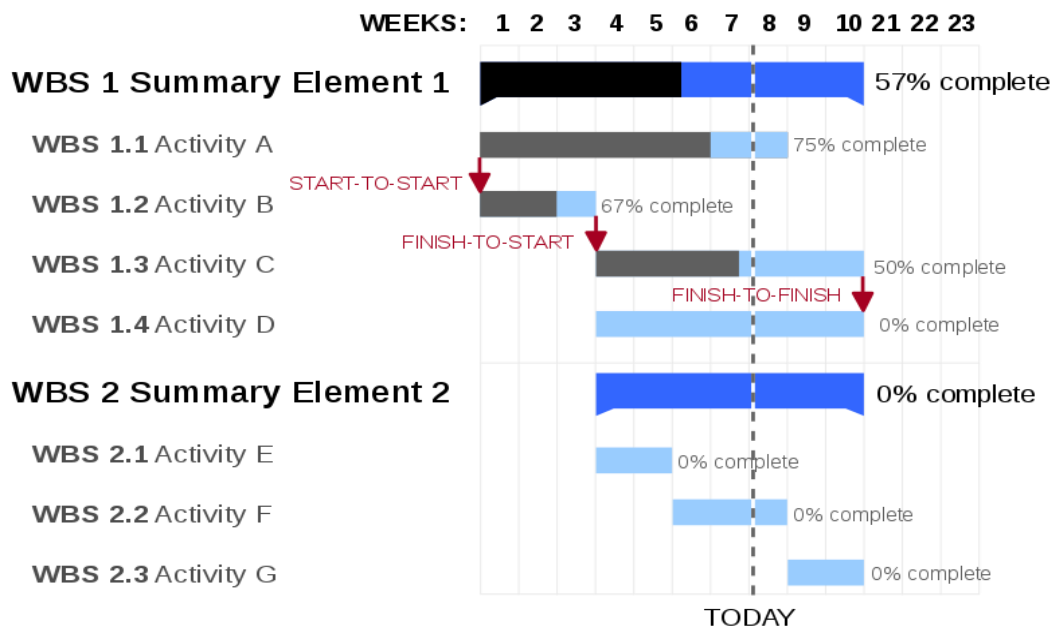 WEEKS: 1 2 3 4 5 6 7 8 9 10 21 22 23
WBS 1 Summary Element 1 57% complete
WBS 1.1 Activity A 75% complete
START-TO-START
WBS 1.2 Activity B 67% complete
FINISH-TO-START
WBS 1.3 Activity C 50% complete
FINISH-TO-FINISH
WBS 1.4 Activity D 0% complete
WBS 2 Summary Element 2 0% complete
WBS 2.1 Activity E 0% complete
WBS 2.2 Activity F 0% complete
WBS 2.3 Activity G 0% complete
TODAY